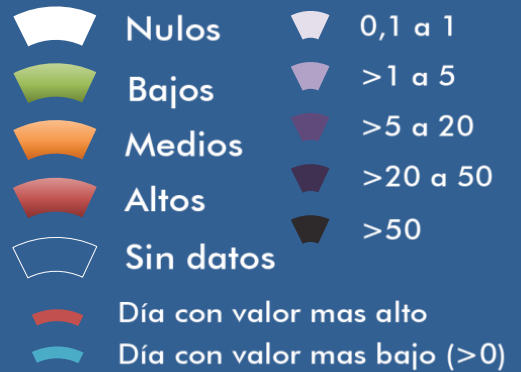 Nulos
Bajos
Medios
Altos
Sin datos
0,1 a 1
>1 a 5
>5 a 20
>20 a 50
>50
Día con valor mas alto
Día con valor mas bajo (>0)